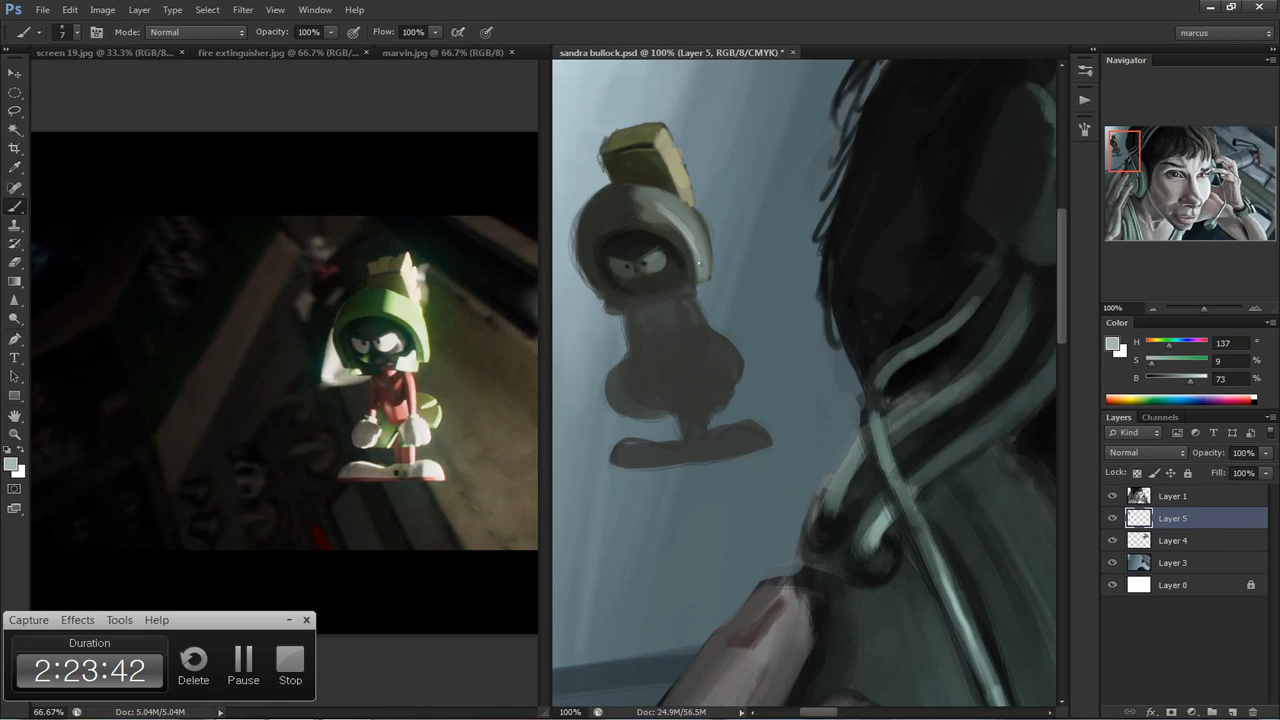 Ps File Edit Image Layer Type Select Filter View Window Help
7 Mode: Normal Opacity: 100% Flow: 100% marcus
screen 19.jpg @ 33.3% (RGB/8... × fire extinguisher.jpg @ 66.7% (RGB/... × marvin.jpg @ 66.7% (RGB/8) × sandra bullock.psd @ 100% (Layer 5, RGB/8/CMYK) * ×
Navigator
100%
Color
H 137 °
S 9 %
B 73 %
Layers Channels
Kind
Normal Opacity: 100%
Lock: Fill: 100%
Layer 1
Layer 5
Layer 4
Layer 3
Layer 0
Capture Effects Tools Help
Duration
2:23:42
Delete Pause Stop
66.67% Doc: 5.04M/5.04M 100% Doc: 24.9M/56.5M